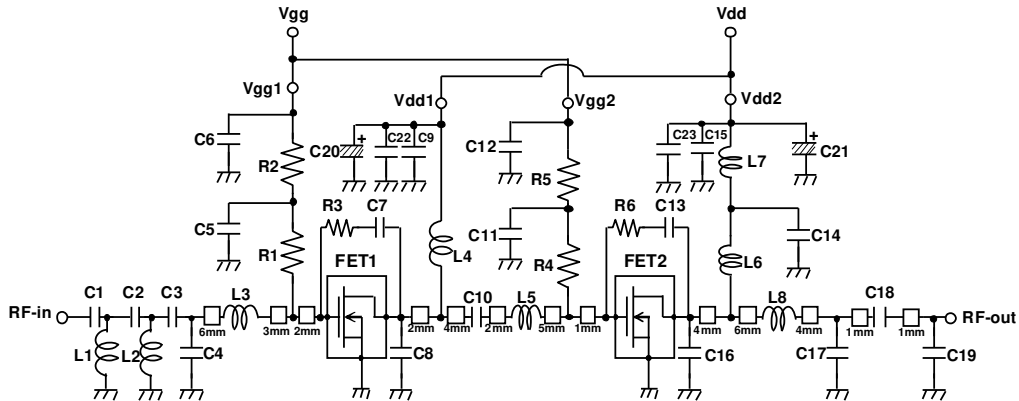 Vgg Vdd
Vgg1 Vdd1 Vgg2 Vdd2
C6 R2 C20 + C22 C9 C12 R5 C23 C15 L7 + C21
C5 R1 R3 C7 L4 C11 R4 R6 C13 L6 C14
FET1 FET2
C1 C2 C3 L3 C10 L5 L8 C18
RF-in RF-out
6mm 3mm 2mm 2mm 4mm 2mm 5mm 1mm 4mm 6mm 4mm 1mm 1mm
L1 L2 C4 C8 C16 C17 C19